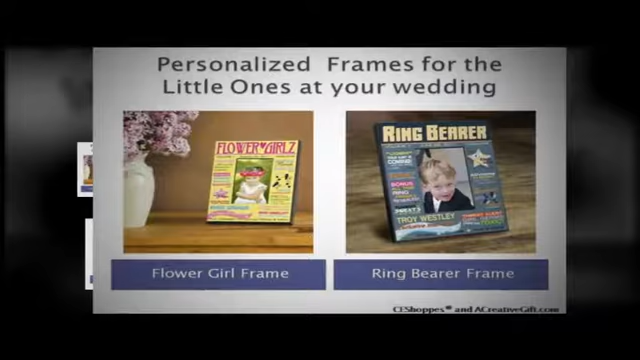 Personalized Frames for the
Little Ones at your wedding
FLOWER GIRLZ
RING BEARER
TROY WESTLEY
Flower Girl Frame
Ring Bearer Frame
CEShoppes® and ACreativeGift.com